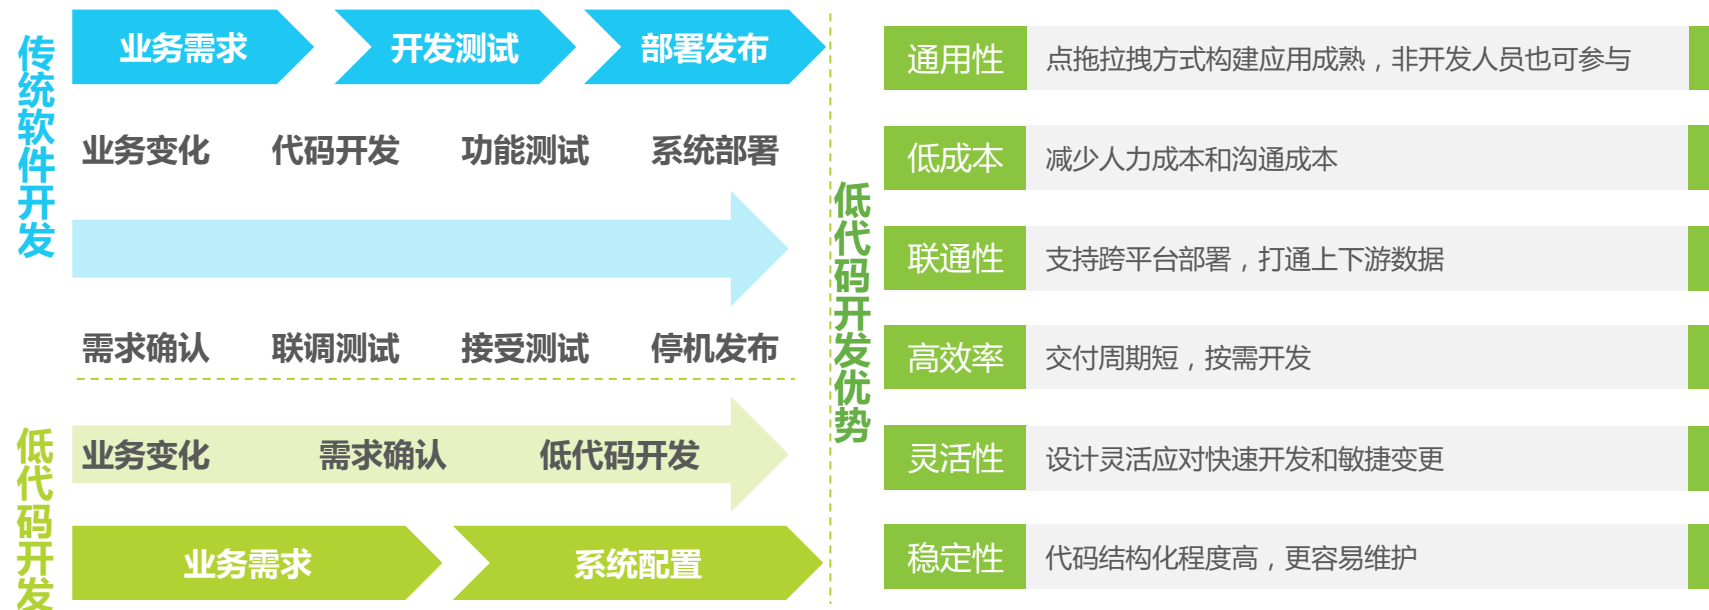 传统软件开发
业务需求
开发测试
部署发布
业务变化
代码开发
功能测试
系统部署
需求确认
联调测试
接受测试
停机发布
低代码开发
业务变化
需求确认
低代码开发
业务需求
系统配置
低代码开发优势
通用性
点拖拉拽方式构建应用成熟，非开发人员也可参与
低成本
减少人力成本和沟通成本
联通性
支持跨平台部署，打通上下游数据
高效率
交付周期短，按需开发
灵活性
设计灵活应对快速开发和敏捷变更
稳定性
代码结构化程度高，更容易维护